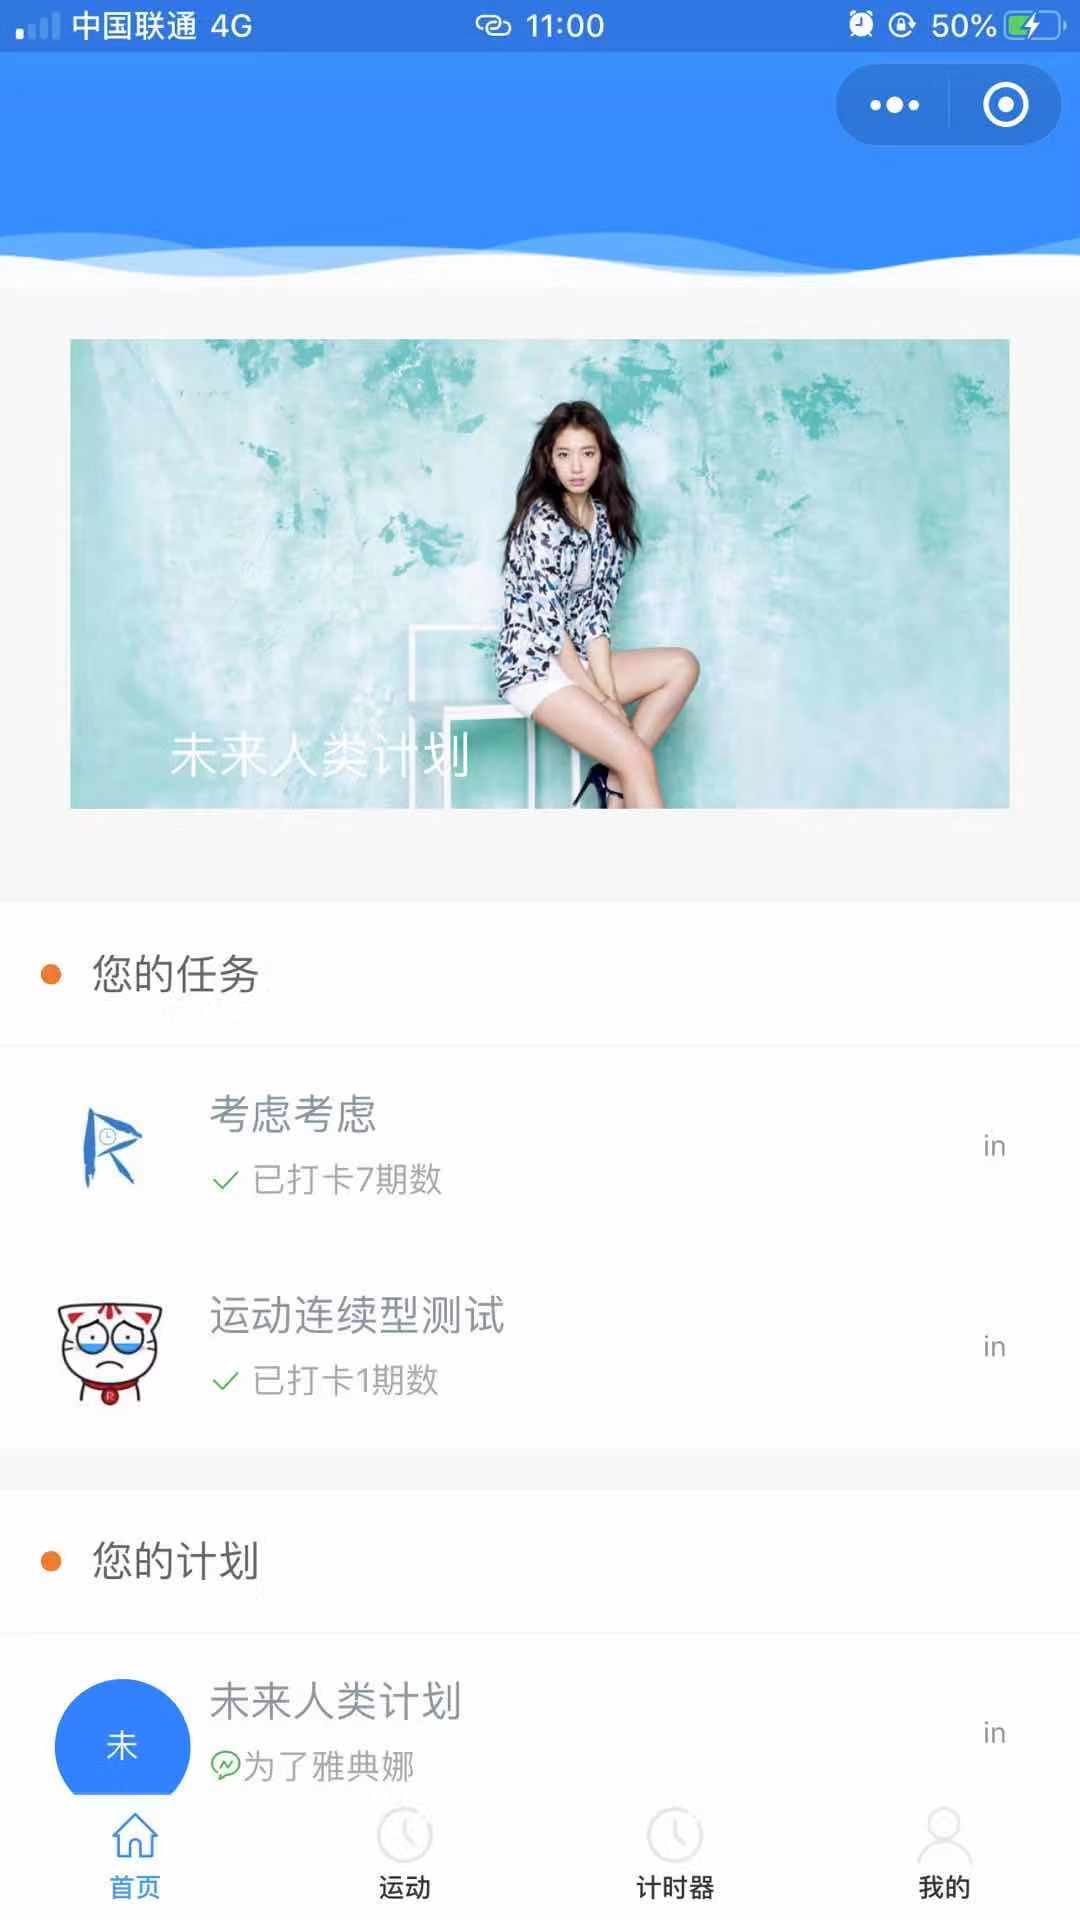 中国联通 4G 11:00 50%
未来人类计划
您的任务
考虑考虑
已打卡7期数
in
运动连续型测试
已打卡1期数
in
您的计划
未
未来人类计划
为了雅典娜
in
首页 运动 计时器 我的